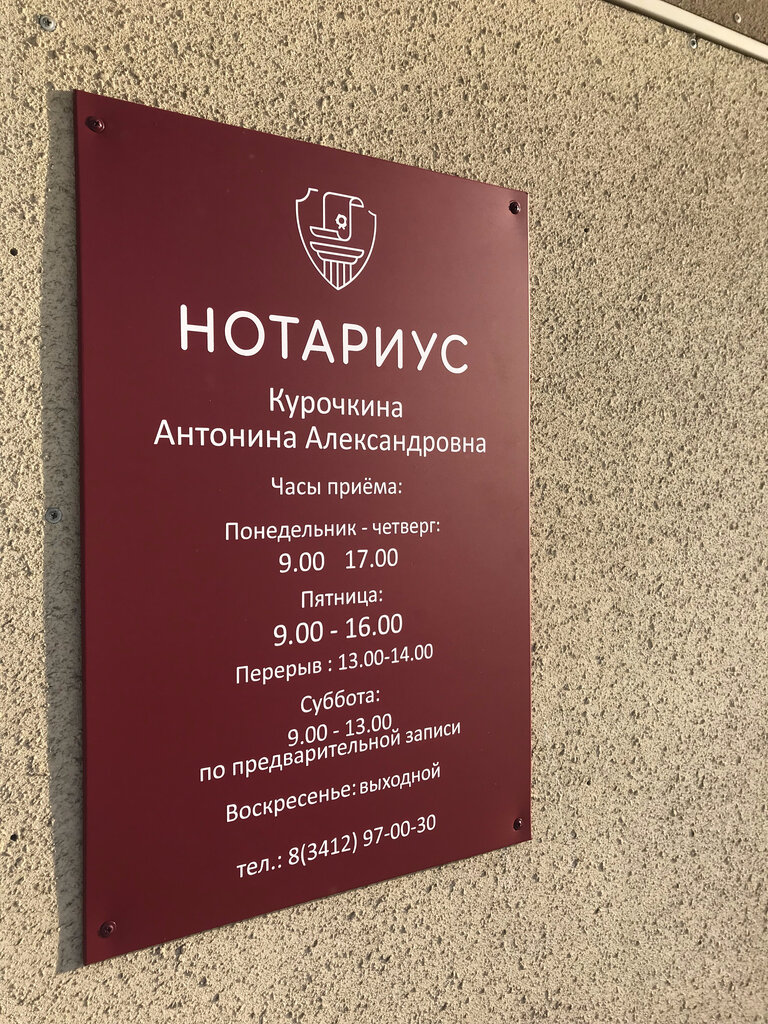 НОТАРИУС
Курочкина
Антонина Александровна
Часы приёма:
Понедельник - четверг:
9.00 17.00
Пятница:
9.00 - 16.00
Перерыв : 13.00-14.00
Суббота:
9.00 - 13.00
по предварительной записи
Воскресенье: выходной
тел.: 8(3412) 97-00-30